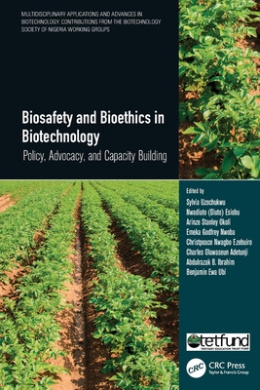 MULTIDISCIPLINARY APPLICATIONS AND ADVANCES IN
BIOTECHNOLOGY: CONTRIBUTIONS FROM THE BIOTECHNOLOGY
SOCIETY OF NIGERIA WORKING GROUPS
Biosafety and Bioethics in
Biotechnology
Policy, Advocacy, and Capacity Building
Edited by
Sylvia Uzochukwu
Nwadiuto (Diuto) Esiobu
Arinze Stanley Okoli
Emeka Godfrey Nwoba
Christpeace Nwagbo Ezebuiro
Charles Oluwaseun Adetunji
Abdulrazak B. Ibrahim
Benjamin Ewa Ubi
tetfund
CRC
CRC Press
Taylor & Francis Group